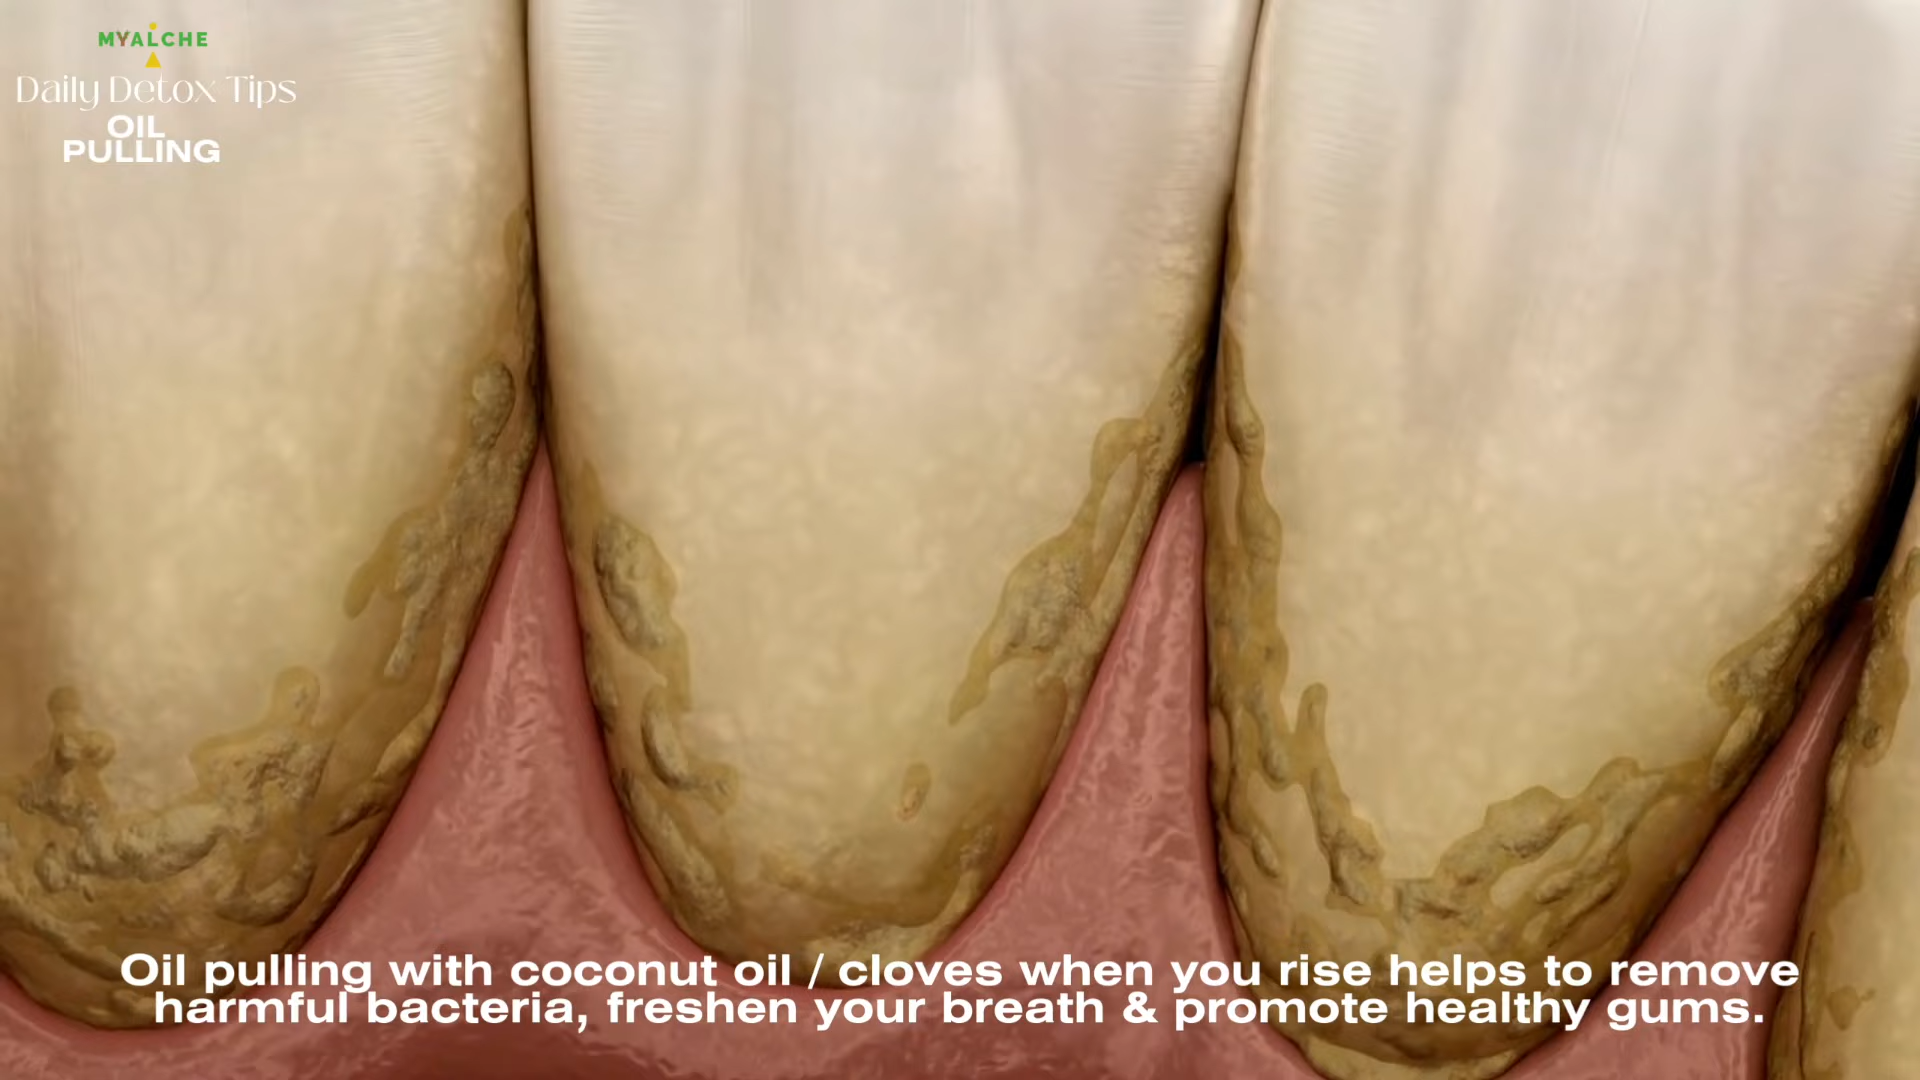 MYALCHE
Daily Detox Tips
OIL
PULLING
Oil pulling with coconut oil / cloves when you rise helps to remove
harmful bacteria, freshen your breath & promote healthy gums.